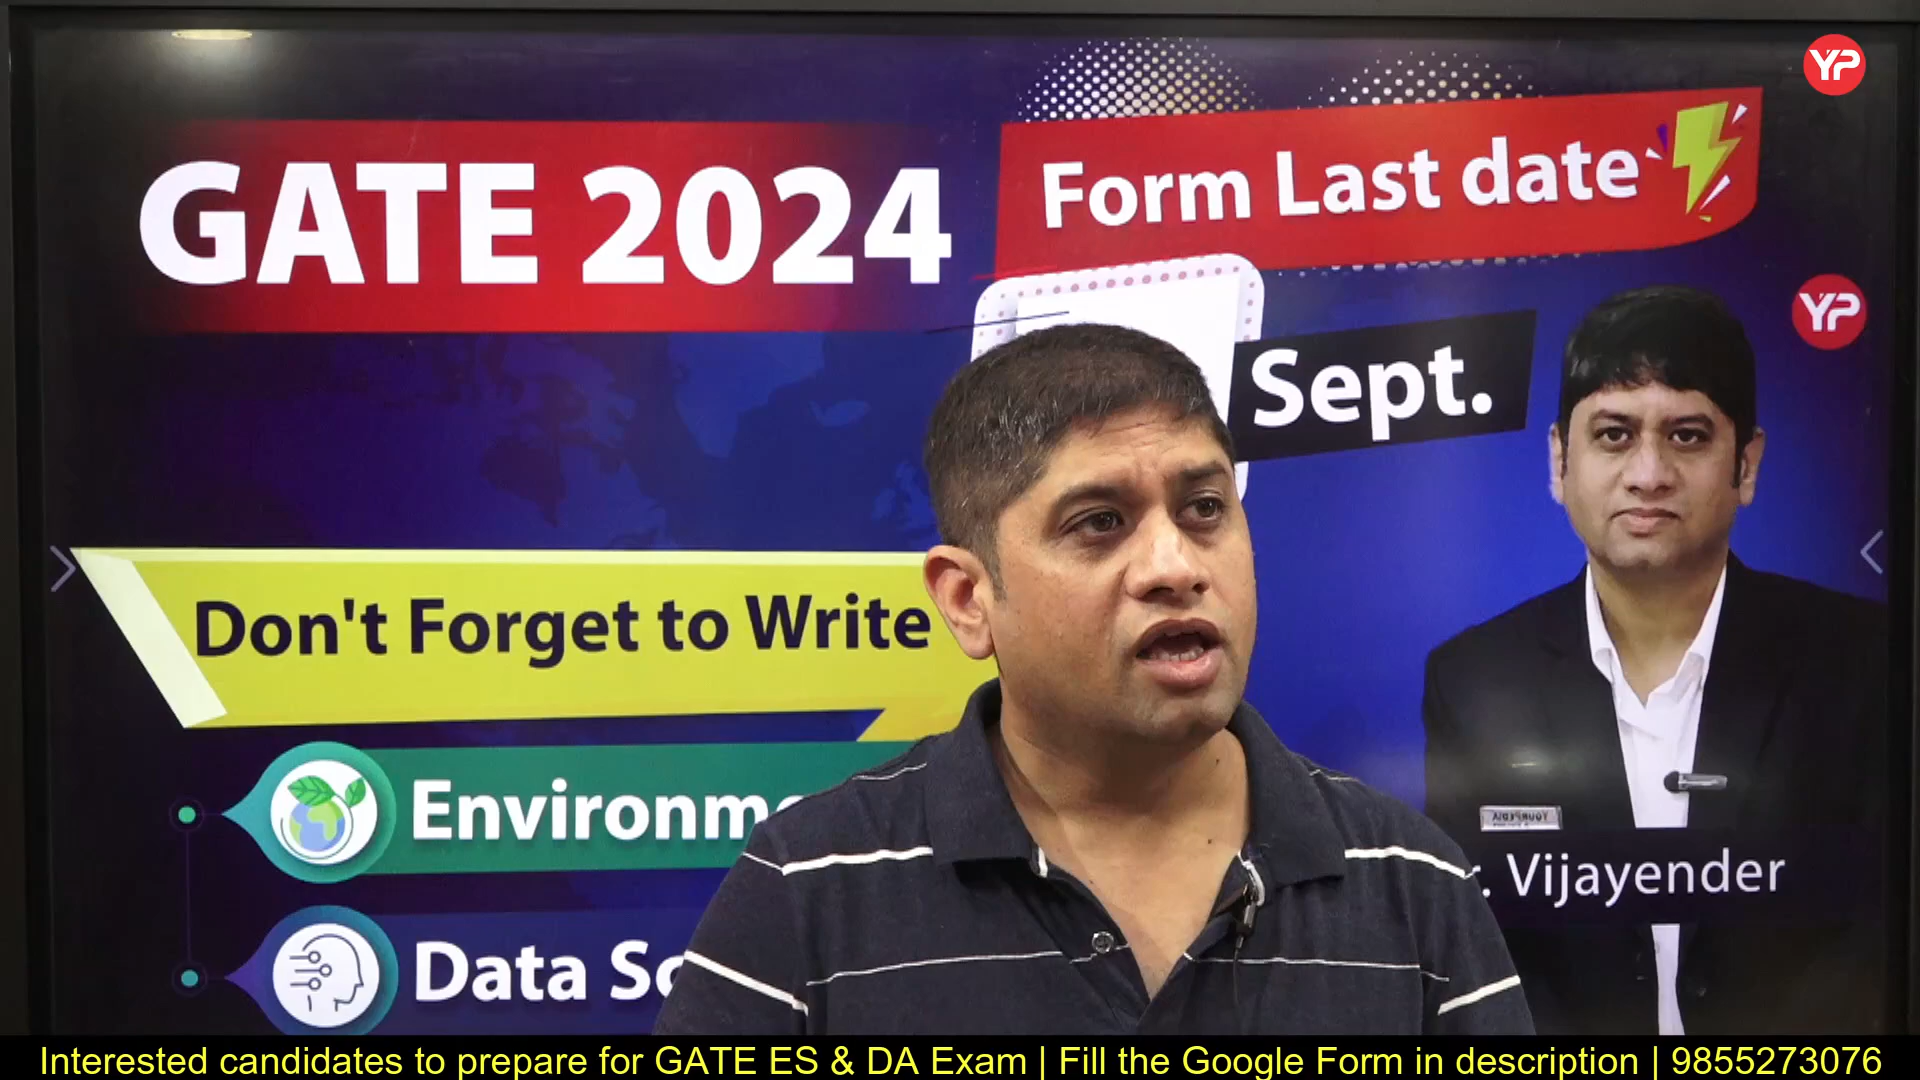 YP
GATE 2024
Form Last date
Sept.
YP
Don't Forget to Write
Environm
Data Sc
YOURPEDIA
r. Vijayender
Interested candidates to prepare for GATE ES & DA Exam | Fill the Google Form in description | 9855273076